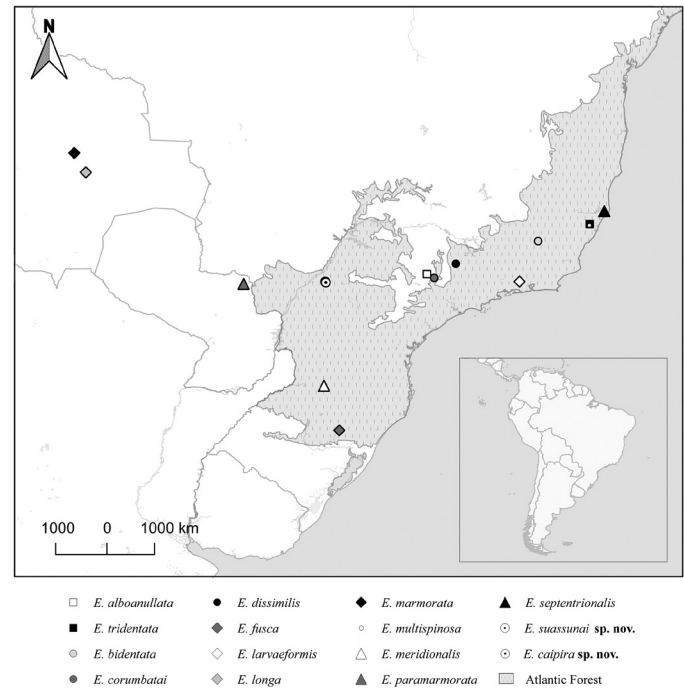 N
1000 0 1000 km
E. alboanullata E. dissimilis E. marmorata E. septentrionalis
E. tridentata E. fusca E. multispinosa E. suassunai sp. nov.
E. bidentata E. larvaeformis E. meridionalis E. caipira sp. nov.
E. corumbatai E. longa E. paramarmorata Atlantic Forest